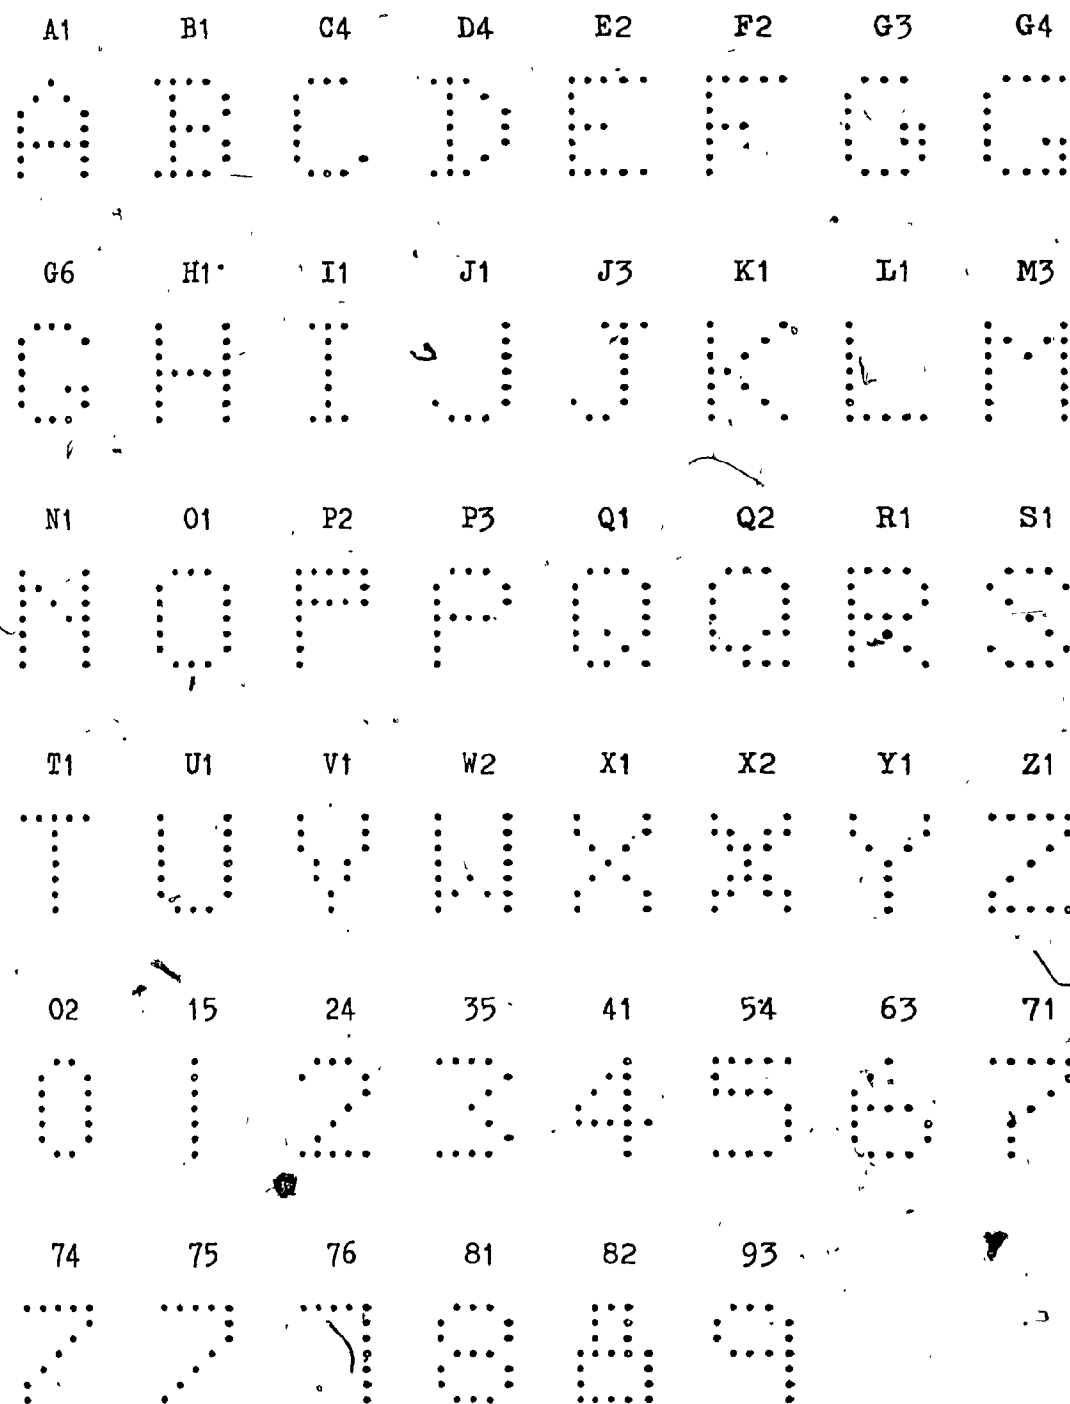 A1 B1 C4 D4 E2 F2 G3 G4
A B C D E F G G
G6 H1 I1 J1 J3 K1 L1 M3
G H I J J K L M
N1 O1 P2 P3 Q1 Q2 R1 S1
N O P P Q Q R S
T1 U1 V1 W2 X1 X2 Y1 Z1
T U V W X X Y Z
02 15 24 35 41 54 63 71
0 1 2 3 4 5 6 7
74 75 76 81 82 93
7 7 7 8 8 9